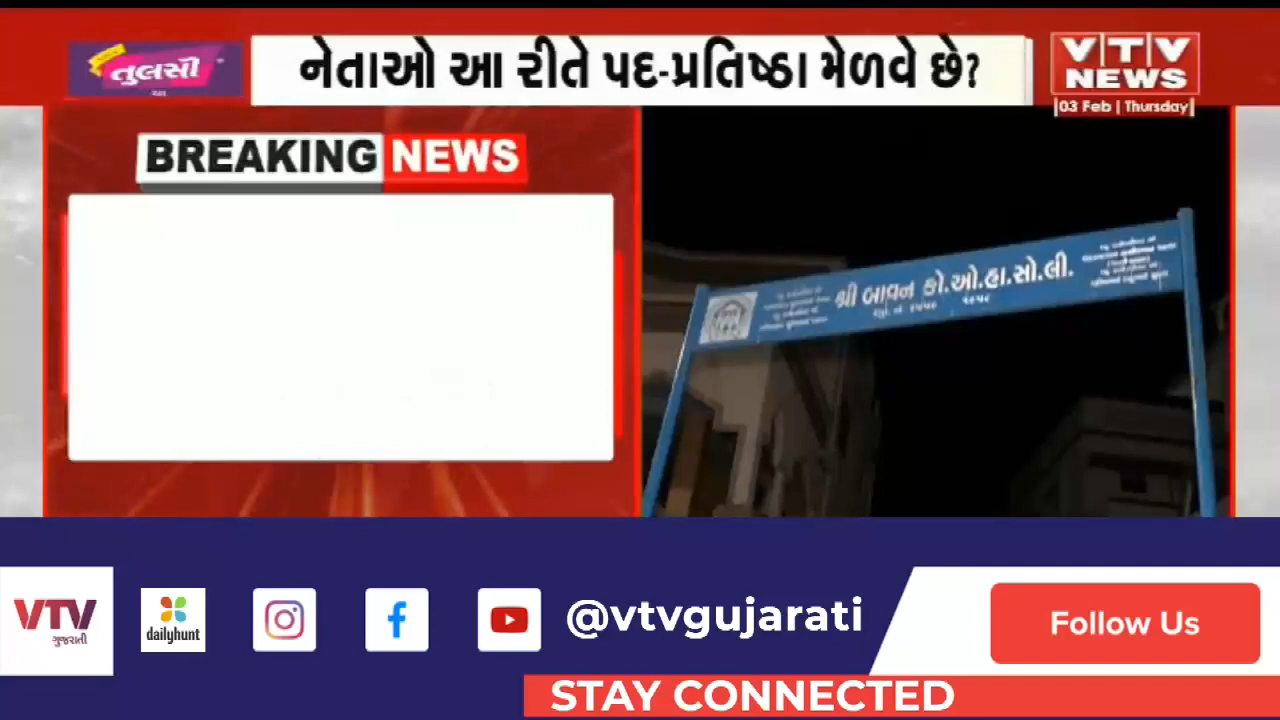 તુલસી
નેતાઓ આ રીતે પદ-પ્રતિષ્ઠા મેળવે છે?
VTV
NEWS
03 Feb | Thursday
BREAKING NEWS
શ્રી બાવન કો.ઓ.હા.સો.લી.
VTV
ગુજરાતી
dailyhunt
@vtvgujarati
Follow Us
STAY CONNECTED